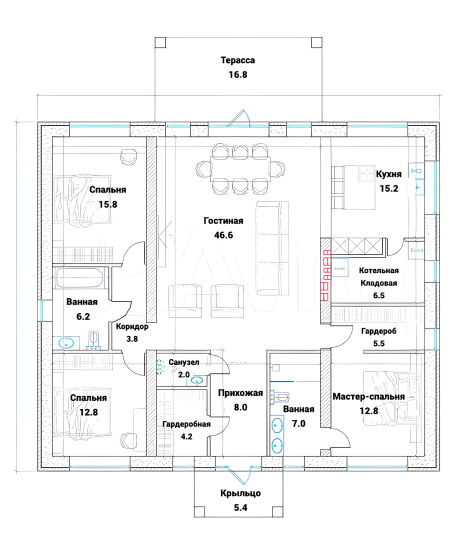 Терасса
16.8
Спальня
15.8
Гостиная
46.6
Кухня
15.2
Котельная
Кладовая
6.5
Ванная
6.2
Коридор
3.8
Гардероб
5.5
Санузел
2.0
Спальня
12.8
Прихожая
8.0
Мастер-спальня
12.8
Ванная
7.0
Гардеробная
4.2
Крыльцо
5.4